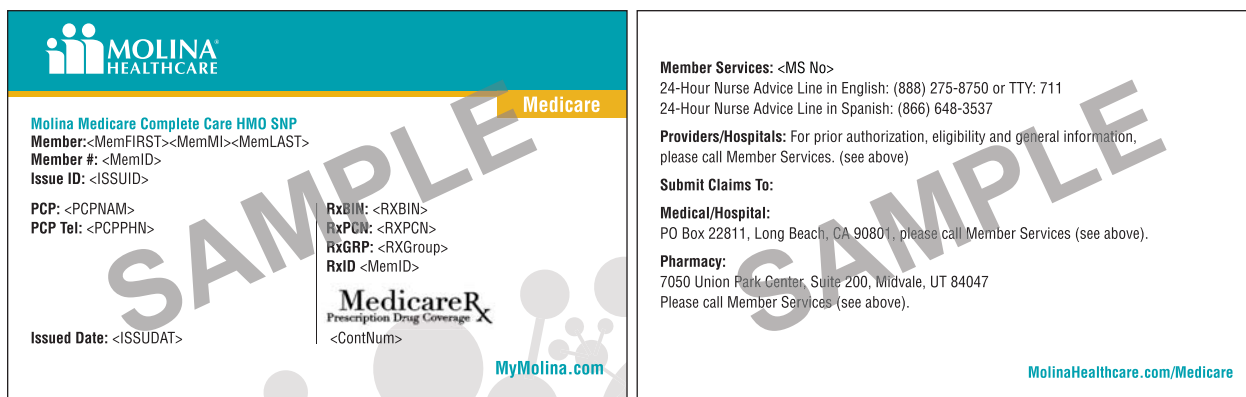 MOLINA®
HEALTHCARE
Medicare
Molina Medicare Complete Care HMO SNP
Member:<MemFIRST><MemMI><MemLAST>
Member #: <MemID>
Issue ID: <ISSUID>
PCP: <PCPNAM>
PCP Tel: <PCPPHN>
RxBIN: <RXBIN>
RxPCN: <RXPCN>
RxGRP: <RXGroup>
RxID <MemID>
MedicareRx
Prescription Drug Coverage
Issued Date: <ISSUDAT>
<ContNum>
MyMolina.com
SAMPLE
Member Services: <MS No>
24-Hour Nurse Advice Line in English: (888) 275-8750 or TTY: 711
24-Hour Nurse Advice Line in Spanish: (866) 648-3537
Providers/Hospitals: For prior authorization, eligibility and general information,
please call Member Services. (see above)
Submit Claims To:
Medical/Hospital:
PO Box 22811, Long Beach, CA 90801, please call Member Services (see above).
Pharmacy:
7050 Union Park Center, Suite 200, Midvale, UT 84047
Please call Member Services (see above).
MolinaHealthcare.com/Medicare
SAMPLE